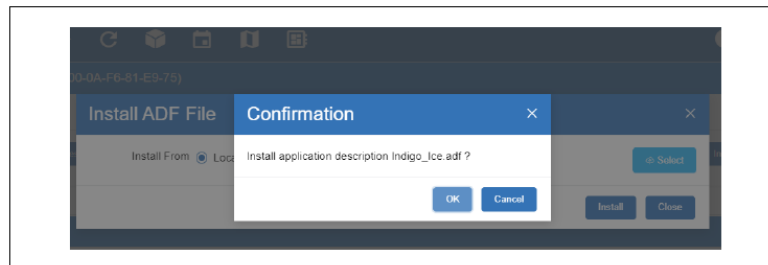 00-0A-F6-81-E9-75)
Install ADF File
Confirmation
Install From
Loca
Install application description Indigo_Ice.adf ?
Select
OK
Cancel
Install
Close